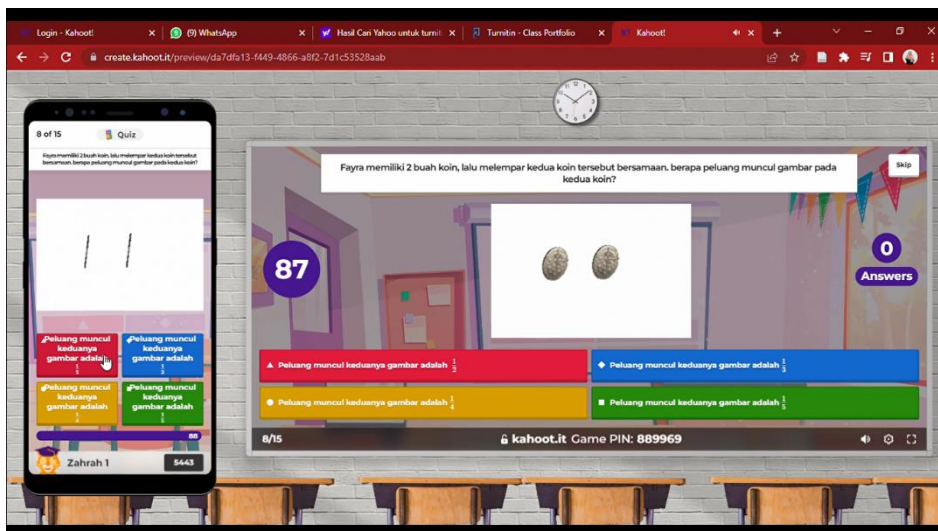 Login - Kahoot!
(9) WhatsApp
Hasil Cari Yahoo untuk turniti
Turnitin - Class Portfolio
Kahoot!
create.kahoot.it/preview/da7dfa13-f449-4866-a8f2-7d1c53528aab
8 of 15
Quiz
Fayra memiliki 2 buah koin, lalu melempar kedua koin tersebut
bersamaan. berapa peluang muncul gambar pada kedua koin?
Peluang muncul
keduanya
gambar adalah
Peluang muncul
keduanya
gambar adalah
Peluang muncul
keduanya
gambar adalah
Peluang muncul
keduanya
gambar adalah
88
Zahrah 1
5443
Fayra memiliki 2 buah koin, lalu melempar kedua koin tersebut bersamaan. berapa peluang muncul gambar pada
kedua koin?
Skip
87
0
Answers
Peluang muncul keduanya gambar adalah
Peluang muncul keduanya gambar adalah
Peluang muncul keduanya gambar adalah 1/4
Peluang muncul keduanya gambar adalah 1/5
8/15
kahoot.it Game PIN: 889969